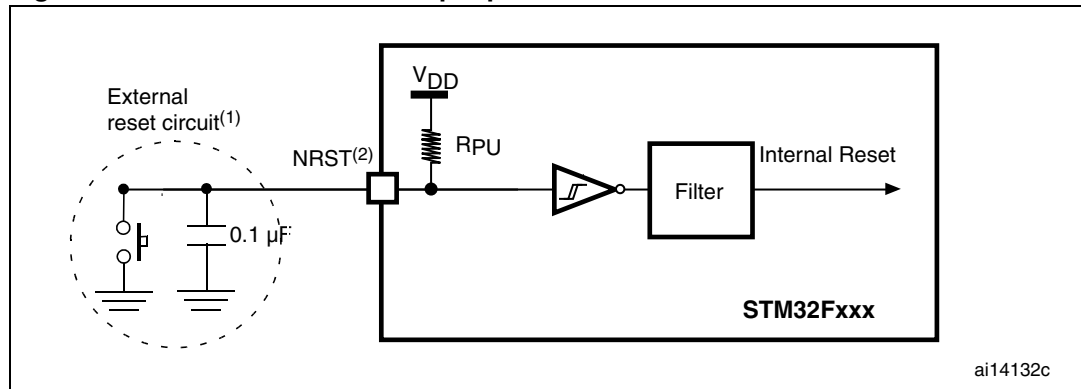 External
reset circuit(1)
VDD
RPU
NRST(2)
Internal Reset
Filter
0.1 µF
STM32Fxxx
ai14132c